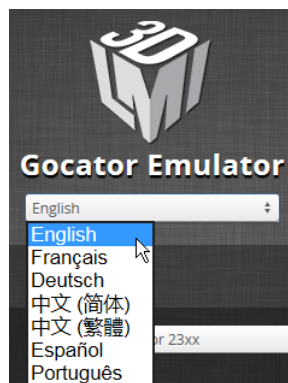 3D
LMI
Gocator Emulator
English
English
Français
Deutsch
中文 (简体)
中文 (繁體)
or 23xx
Español
Português